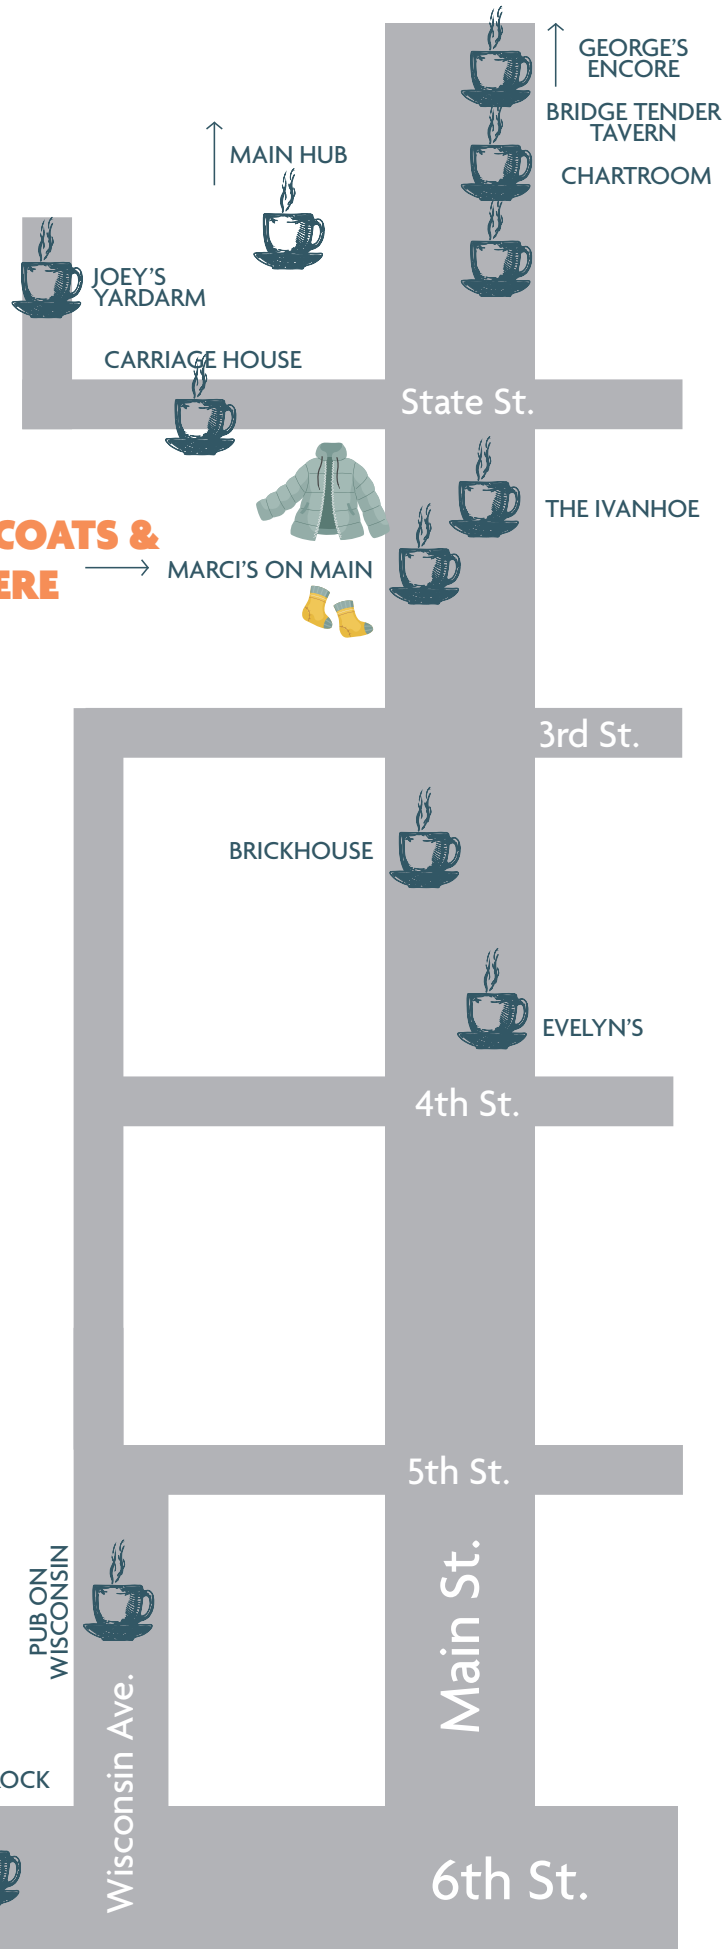 GEORGE'S
ENCORE
BRIDGE TENDER
TAVERN
MAIN HUB
CHARTROOM
JOEY'S
YARDARM
CARRIAGE HOUSE
State St.
THE IVANHOE
COATS &
ERE
MARCI'S ON MAIN
3rd St.
BRICKHOUSE
EVELYN'S
4th St.
5th St.
PUB ON
WISCONSIN
Main St.
Wisconsin Ave.
OCK
6th St.